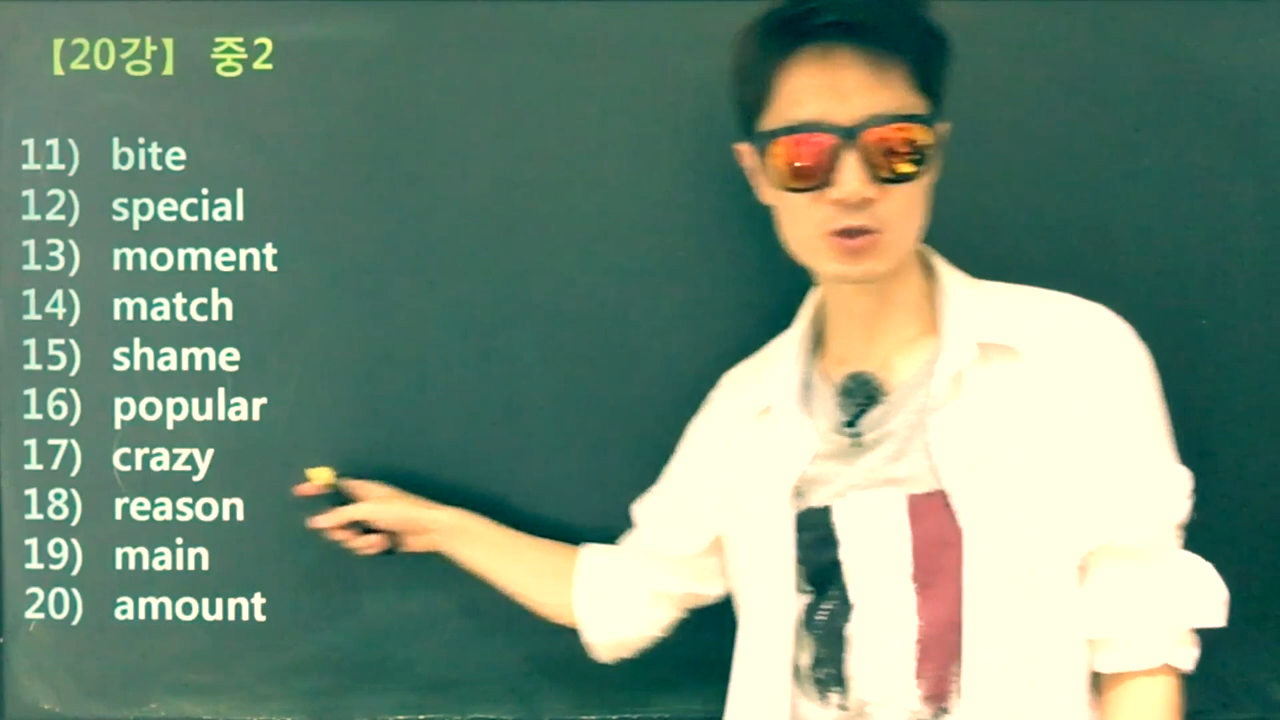 【20강】 중2
11) bite
12) special
13) moment
14) match
15) shame
16) popular
17) crazy
18) reason
19) main
20) amount